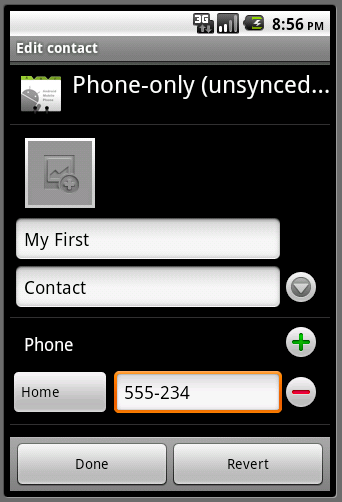 3G 8:56 PM
Edit contact
Phone-only (unsynced...
My First
Contact
Phone
Home 555-234
Done Revert